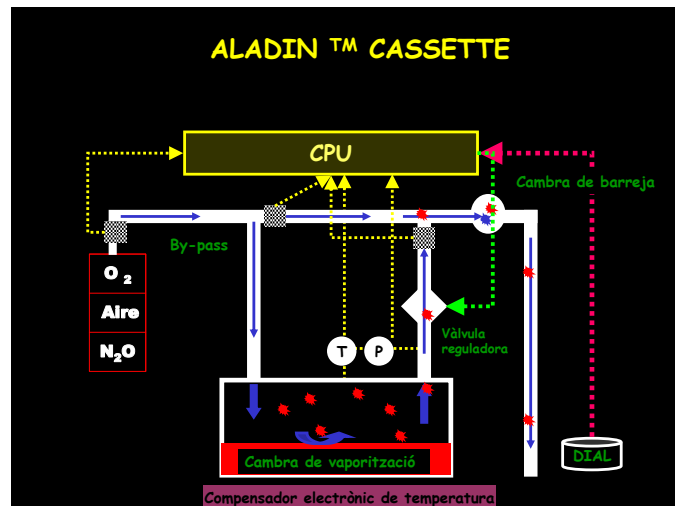 ALADIN TM CASSETTE
CPU
Cambra de barreja
By-pass
O 2
Aire
N2O
Vàlvula
reguladora
T
P
Cambra de vaporització
DIAL
Compensador electrònic de temperatura